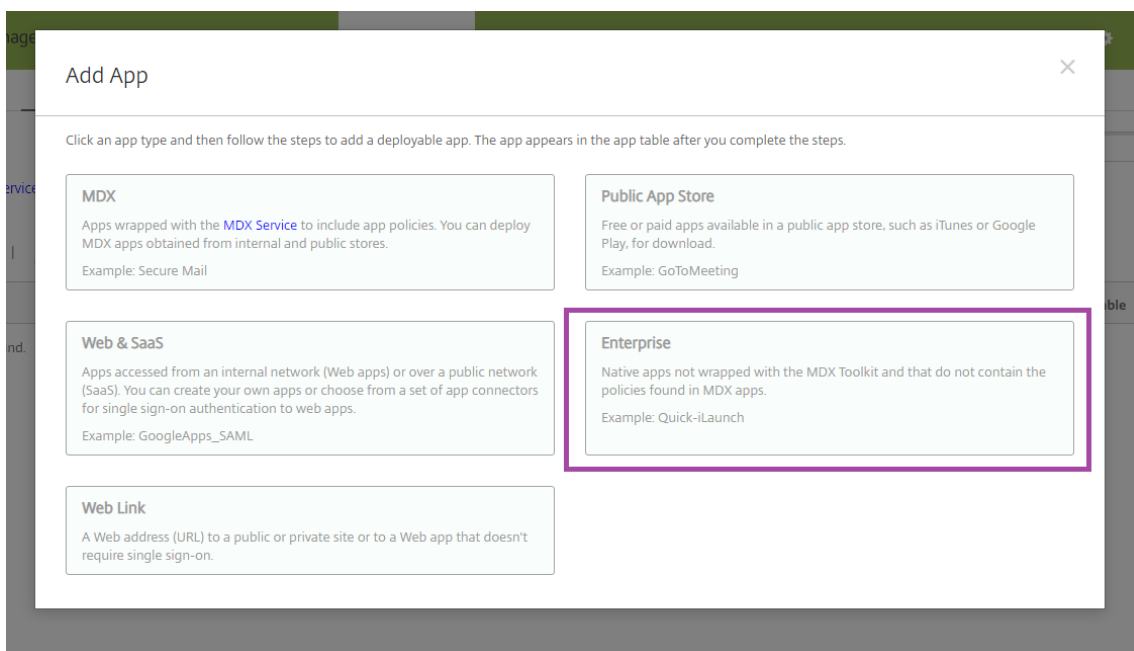 Add App
Click an app type and then follow the steps to add a deployable app. The app appears in the app table after you complete the steps.
MDX
Apps wrapped with the MDX Service to include app policies. You can deploy
MDX apps obtained from internal and public stores.
Example: Secure Mail
Public App Store
Free or paid apps available in a public app store, such as iTunes or Google
Play, for download.
Example: GoToMeeting
Web & SaaS
Apps accessed from an internal network (Web apps) or over a public network
(SaaS). You can create your own apps or choose from a set of app connectors
for single sign-on authentication to web apps.
Example: GoogleApps_SAML
Enterprise
Native apps not wrapped with the MDX Toolkit and that do not contain the
policies found in MDX apps.
Example: Quick-iLaunch
Web Link
A Web address (URL) to a public or private site or to a Web app that doesn't
require single sign-on.